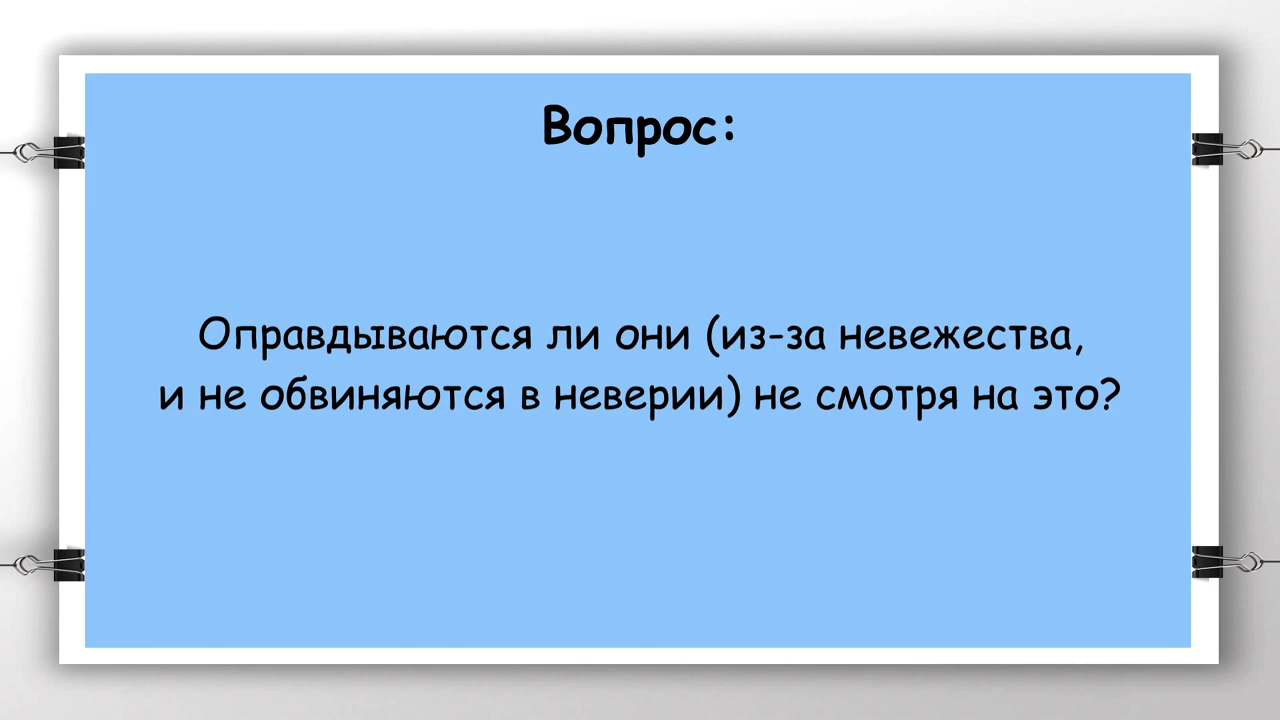 Вопрос:
Оправдываются ли они (из-за невежества,
и не обвиняются в неверии) не смотря на это?